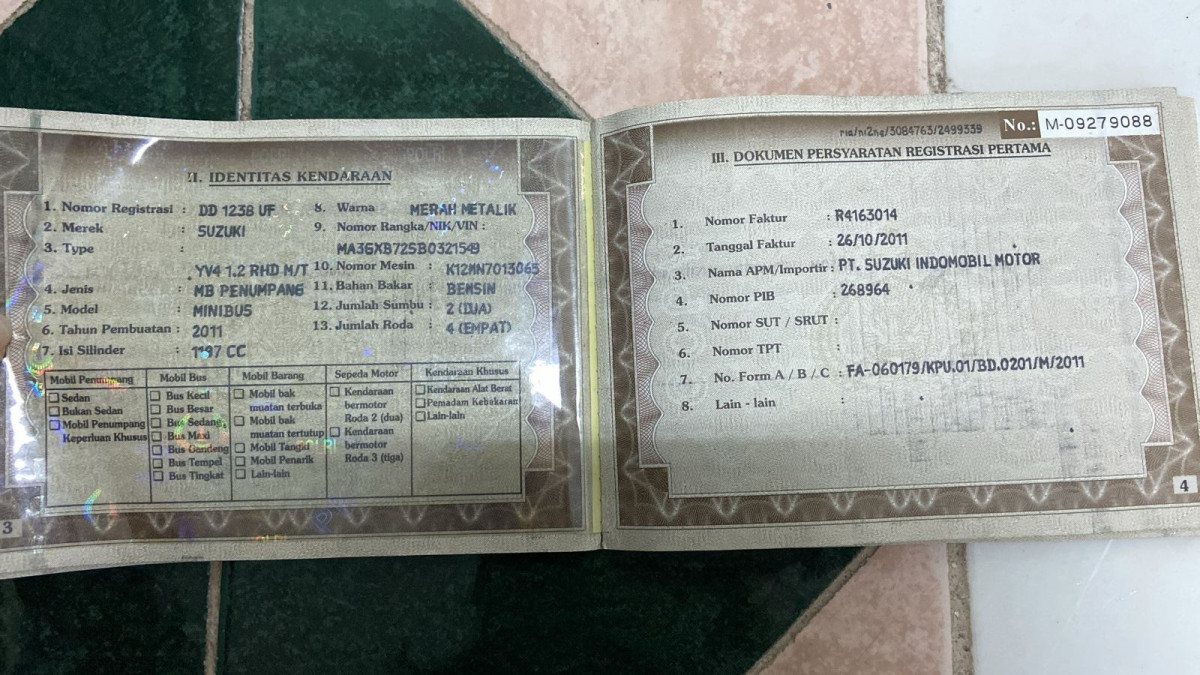 II. IDENTITAS KENDARAAN
1. Nomor Registrasi : DD 1238 UF
2. Merek : SUZUKI
3. Type :
YV4 1.2 RHD M/T
4. Jenis : MB PENUMPANG
5. Model : MINIBUS
6. Tahun Pembuatan : 2011
7. Isi Silinder : 1197 CC
8. Warna MERAH METALIK
9. Nomor Rangka/NIK/VIN :
MA3GXB72SB0321549
10. Nomor Mesin : K12MN7013065
11. Bahan Bakar : BENSIN
12. Jumlah Sumbu : 2 (DUA)
13. Jumlah Roda : 4 (EMPAT)
Mobil Penumpang
Sedan
Bukan Sedan
Mobil Penumpang
Keperluan Khusus
Mobil Bus
Bus Kecil
Bus Besar
Bus Sedang
Bus Maxi
Bus Gandeng
Bus Tempel
Bus Tingkat
Mobil Barang
Mobil bak
muatan terbuka
Mobil bak
muatan tertutup
Mobil Tangki
Mobil Penarik
Lain-lain
Sepeda Motor
Kendaraan
bermotor
Roda 2 (dua)
Kendaraan
bermotor
Roda 3 (tiga)
Kendaraan Khusus
Kendaraan Alat Berat
Pemadam Kebakaran
Lain-lain
3
ria/ni2ng/3084763/2499339
No.: M-09279088
III. DOKUMEN PERSYARATAN REGISTRASI PERTAMA
1. Nomor Faktur : R4163014
2. Tanggal Faktur : 26/10/2011
3. Nama APM/Importir : PT. SUZUKI INDOMOBIL MOTOR
4. Nomor PIB : 268964
5. Nomor SUT / SRUT :
6. Nomor TPT :
7. No. Form A / B / C : FA-060179/KPU.01/BD.0201/M/2011
8. Lain - lain :
4